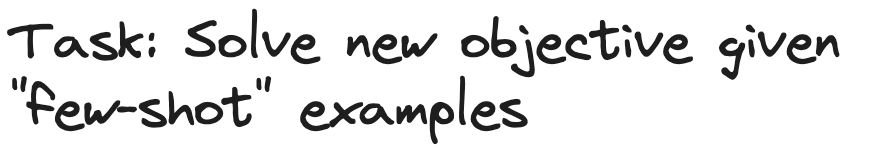 Task: Solve new objective given
"few-shot" examples